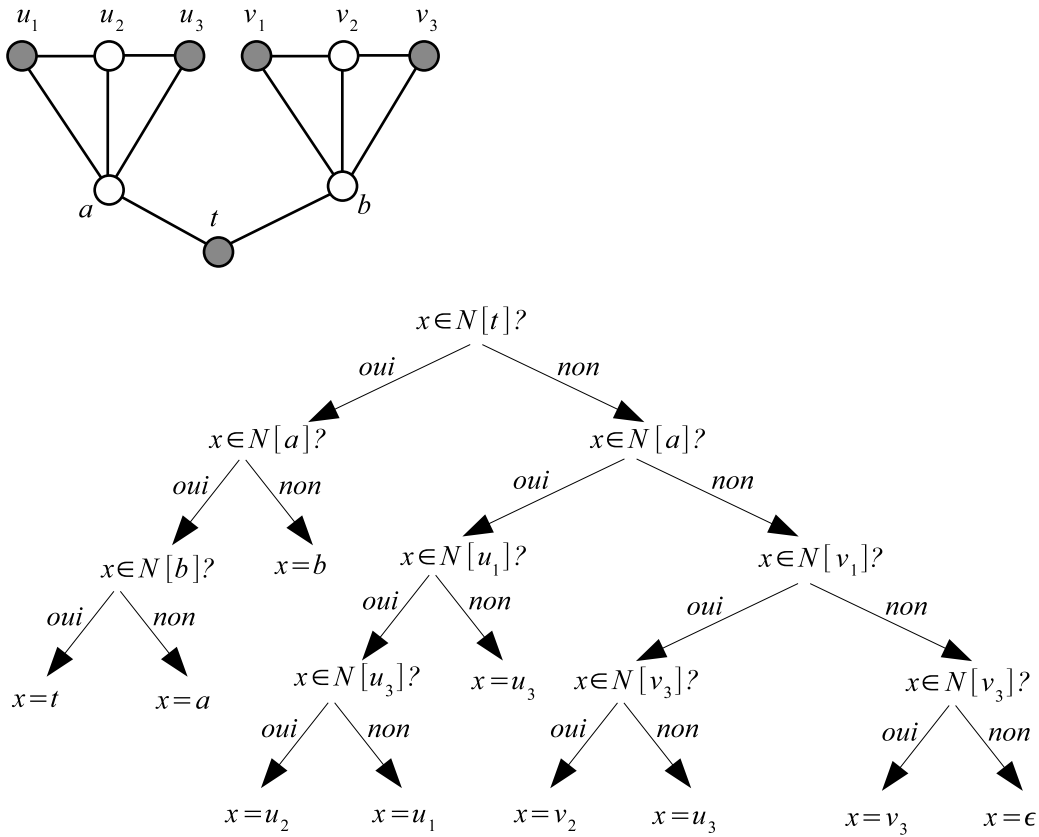 u1 u2 u3 v1 v2 v3
a b
t
x∈N[t]?
oui non
x∈N[a]? x∈N[a]?
oui non oui non
x∈N[b]? x=b x∈N[u1]? x∈N[v1]?
oui non oui non oui non
x=t x=a x∈N[u3]? x=u3 x∈N[v3]? x∈N[v3]?
oui non oui non oui non
x=u2 x=u1 x=v2 x=u3 x=v3 x=ϵ